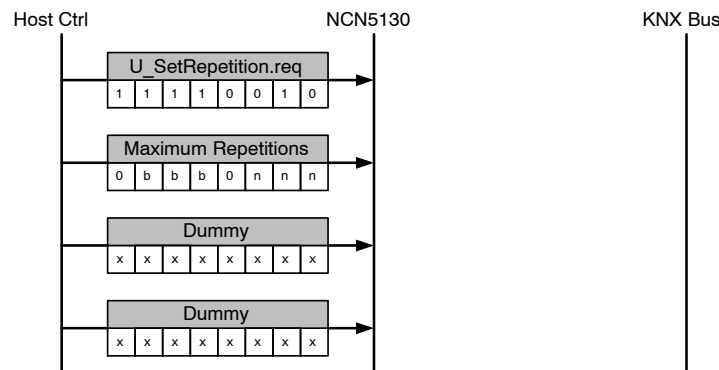 Host Ctrl NCN5130 KNX Bus
U_SetRepetition.req
1 1 1 1 0 0 1 0
Maximum Repetitions
0 b b b 0 n n n
Dummy
x x x x x x x x
Dummy
x x x x x x x x